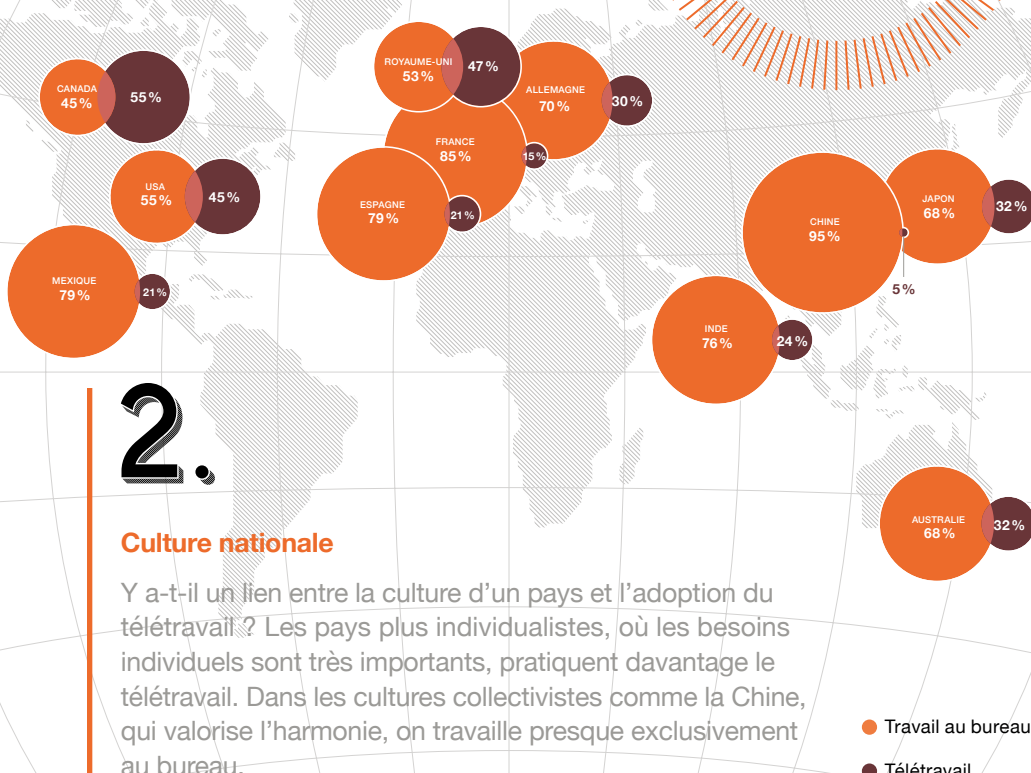 CANADA
45 %
55 %
USA
55 %
45 %
MEXIQUE
79 %
21 %
ROYAUME-UNI
53 %
47 %
ALLEMAGNE
70 %
30 %
FRANCE
85 %
15 %
ESPAGNE
79 %
21 %
CHINE
95 %
5 %
JAPON
68 %
32 %
INDE
76 %
24 %
AUSTRALIE
68 %
32 %
2.
Culture nationale
Y a-t-il un lien entre la culture d’un pays et l’adoption du
télétravail ? Les pays plus individualistes, où les besoins
individuels sont très importants, pratiquent davantage le
télétravail. Dans les cultures collectivistes comme la Chine,
qui valorise l’harmonie, on travaille presque exclusivement
au bureau.
Travail au bureau
Télétravail